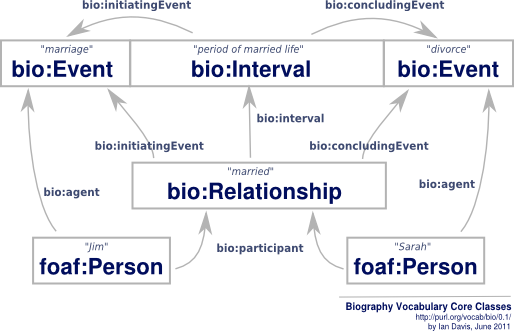 bio:initiatingEvent
bio:concludingEvent
"marriage"
bio:Event
"period of married life"
bio:Interval
"divorce"
bio:Event
bio:interval
bio:initiatingEvent
bio:concludingEvent
"married"
bio:Relationship
bio:agent
bio:agent
"Jim"
foaf:Person
bio:participant
"Sarah"
foaf:Person
Biography Vocabulary Core Classes
http://purl.org/vocab/bio/0.1/
by Ian Davis, June 2011